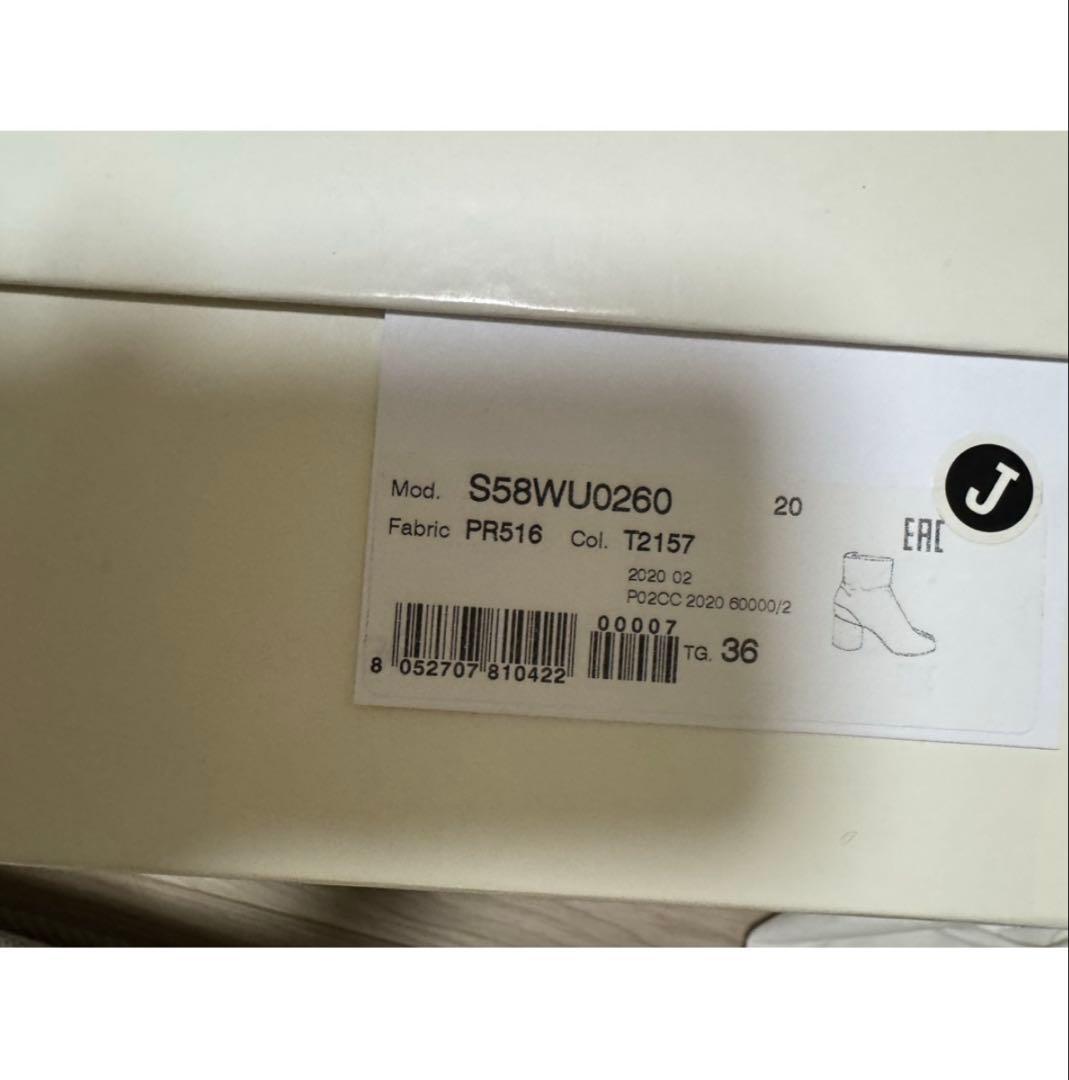 Mod. S58WU0260 20
Fabric PR516 Col. T2157
2020 02
P02CC 2020 60000/2
00007
TG. 36
8 052707 810422
EAC
J